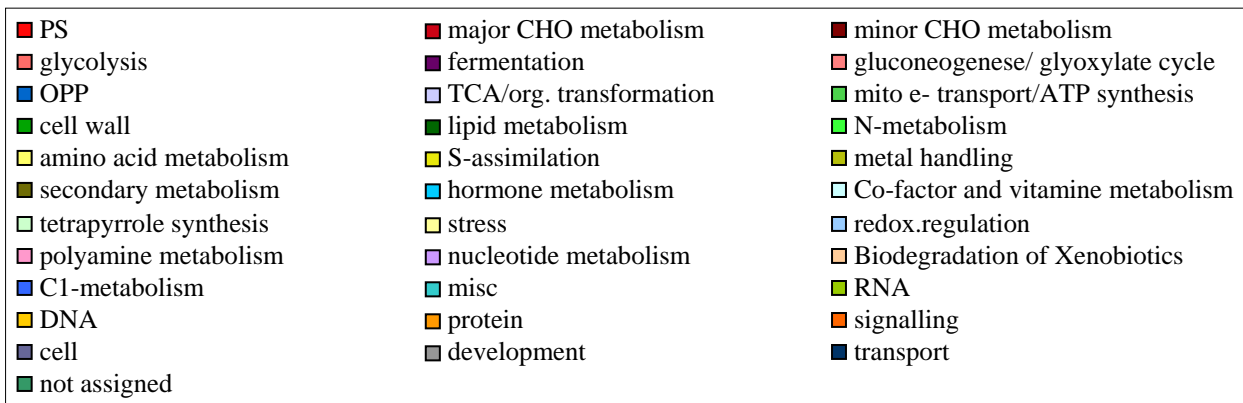 PS major CHO metabolism minor CHO metabolism
glycolysis fermentation gluconeogenese/ glyoxylate cycle
OPP TCA/org. transformation mito e- transport/ATP synthesis
cell wall lipid metabolism N-metabolism
amino acid metabolism S-assimilation metal handling
secondary metabolism hormone metabolism Co-factor and vitamine metabolism
tetrapyrrole synthesis stress redox.regulation
polyamine metabolism nucleotide metabolism Biodegradation of Xenobiotics
C1-metabolism misc RNA
DNA protein signalling
cell development transport
not assigned